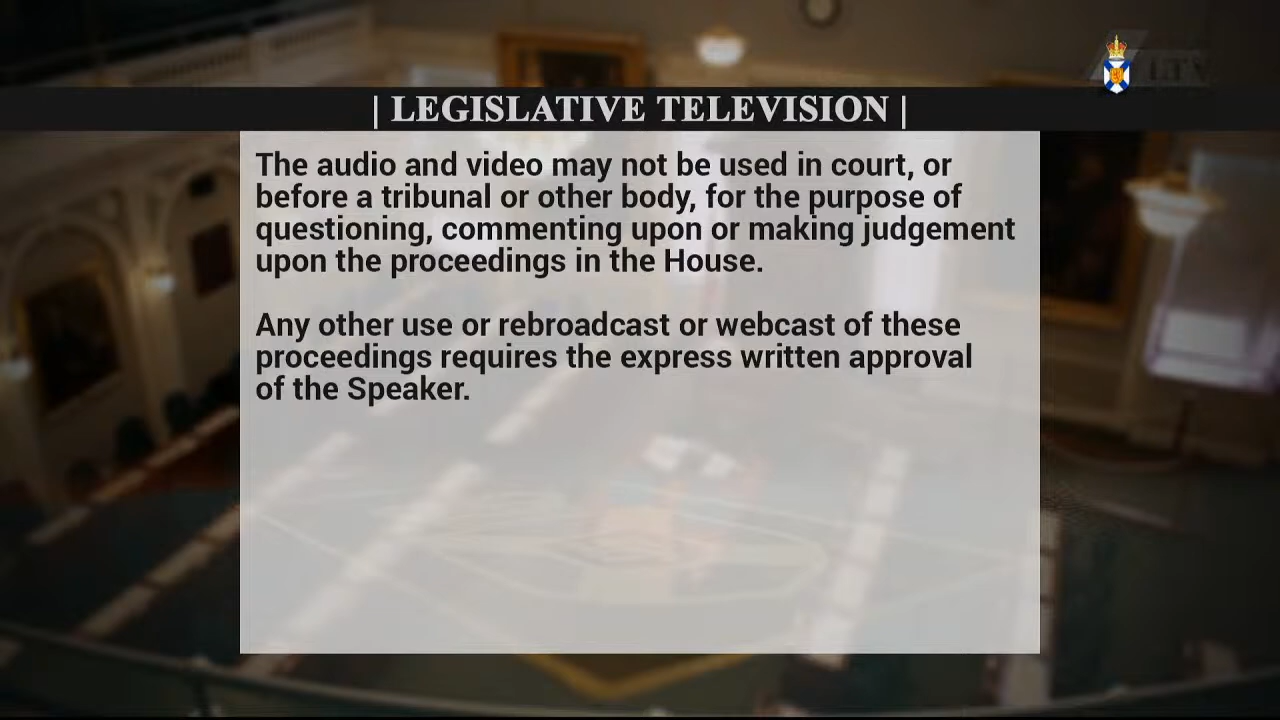 LTV
| LEGISLATIVE TELEVISION |
The audio and video may not be used in court, or
before a tribunal or other body, for the purpose of
questioning, commenting upon or making judgement
upon the proceedings in the House.
Any other use or rebroadcast or webcast of these
proceedings requires the express written approval
of the Speaker.